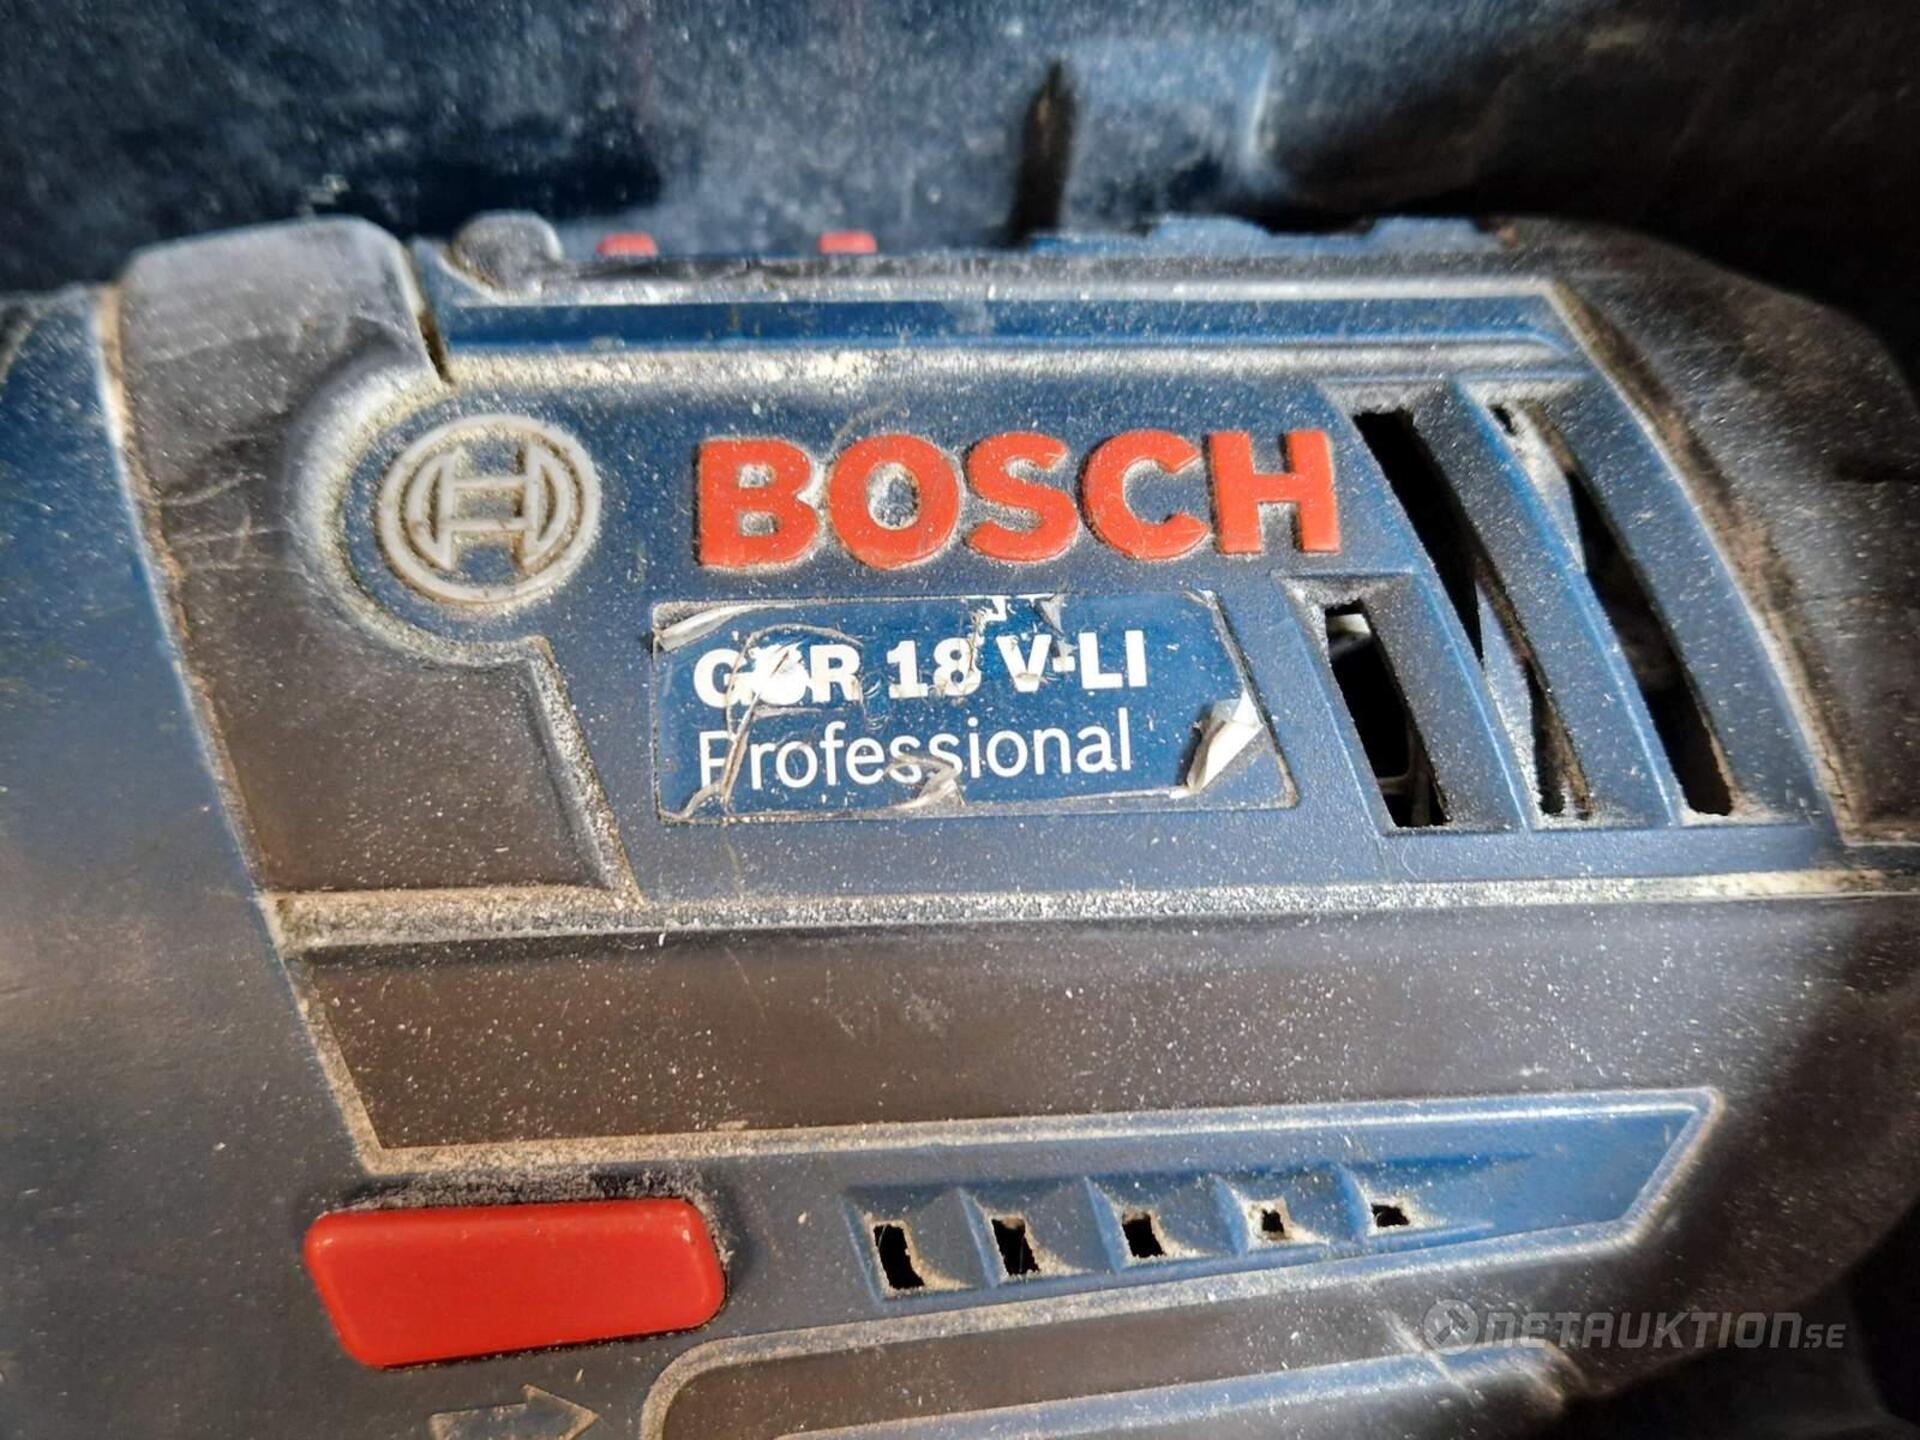 BOSCH
GSR 18 V-LI
Professional
NETAUKTION.SE